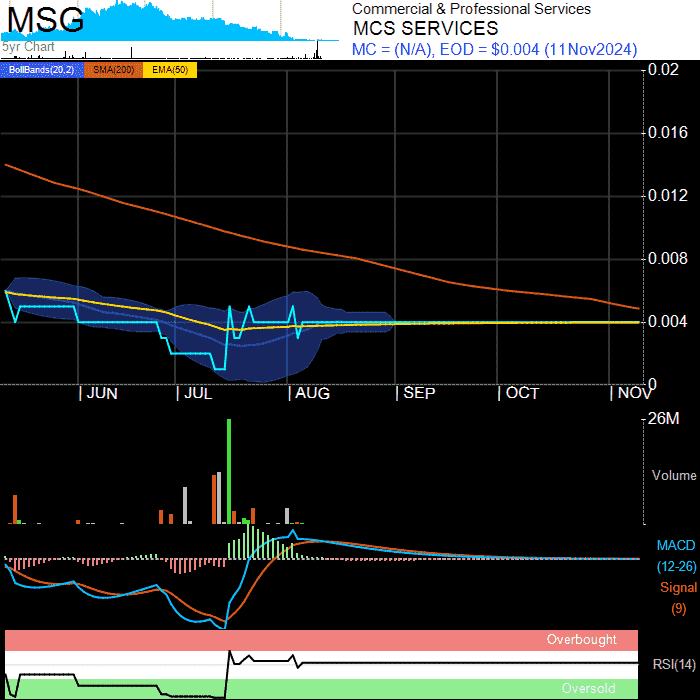 MSG
5yr Chart
Commercial & Professional Services
MCS SERVICES
MC = (N/A), EOD = $0.004 (11Nov2024)
BollBands(20,2) SMA(200) EMA(50)
0.02
0.016
0.012
0.008
0.004
0
| JUN | JUL | AUG | SEP | OCT | NOV
26M
Volume
MACD
(12-26)
Signal
(9)
Overbought
RSI(14)
Oversold